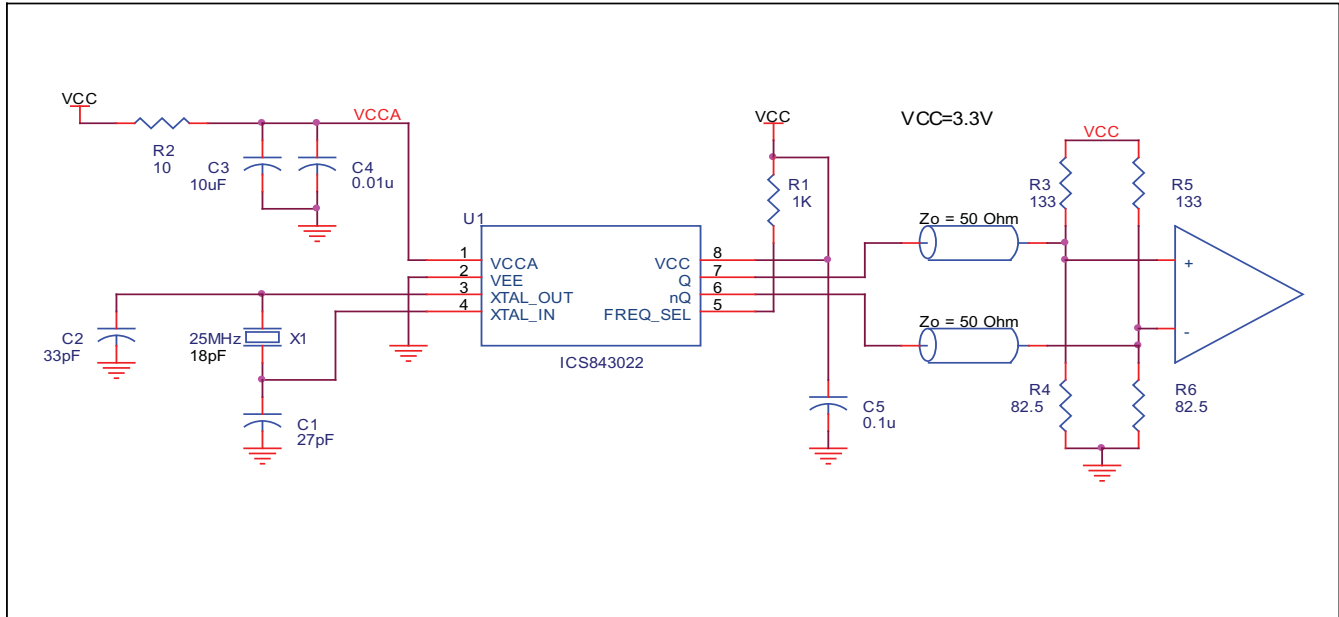 VCC
VCCA
R2
10
C3
10uF
C4
0.01u
VCC
R1
1K
VCC=3.3V
VCC
R3
133
R5
133
U1
1
VCCA
2
VEE
3
XTAL_OUT
4
XTAL_IN
8
VCC
7
Q
6
nQ
5
FREQ_SEL
ICS843022
Zo = 50 Ohm
Zo = 50 Ohm
+
-
C2
33pF
25MHz
18pF
X1
C1
27pF
C5
0.1u
R4
82.5
R6
82.5